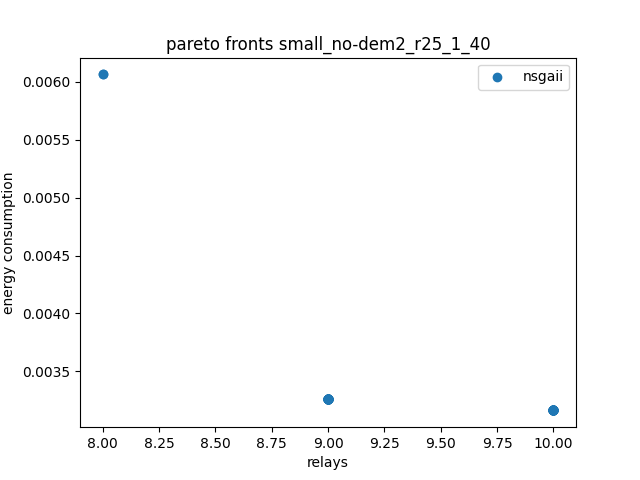 pareto fronts small_no-dem2_r25_1_40
nsgaii
0.0060
0.0055
0.0050
0.0045
0.0040
0.0035
energy consumption
8.00 8.25 8.50 8.75 9.00 9.25 9.50 9.75 10.00
relays